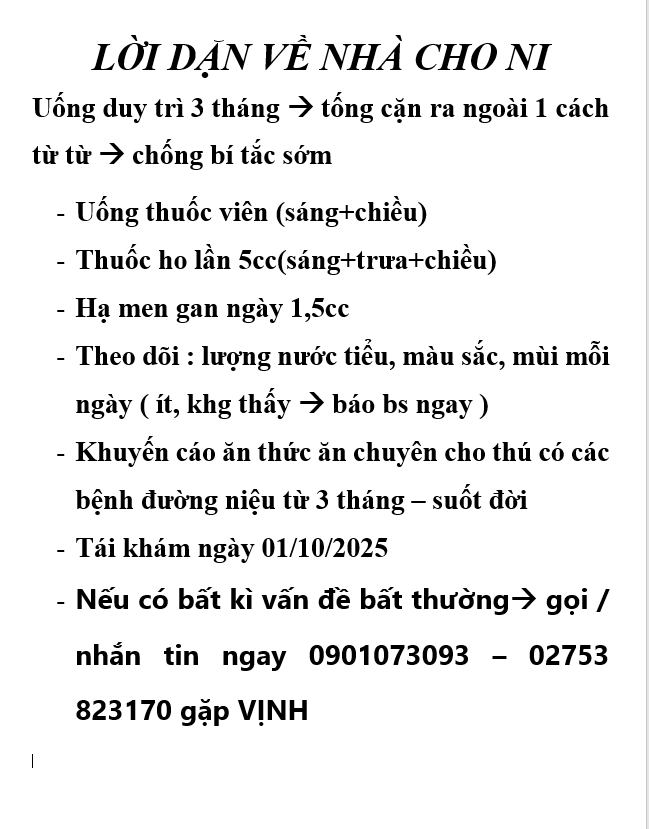 LỜI DẶN VỀ NHÀ CHO NI
Uống duy trì 3 tháng → tống cặn ra ngoài 1 cách
từ từ → chống bí tắc sớm
- Uống thuốc viên (sáng+chiều)
- Thuốc ho lần 5cc(sáng+trưa+chiều)
- Hạ men gan ngày 1,5cc
- Theo dõi : lượng nước tiểu, màu sắc, mùi mỗi
ngày ( ít, khg thấy → báo bs ngay )
- Khuyến cáo ăn thức ăn chuyên cho thú có các
bệnh đường niệu từ 3 tháng – suốt đời
- Tái khám ngày 01/10/2025
- Nếu có bất kì vấn đề bất thường→ gọi /
nhắn tin ngay 0901073093 – 02753
823170 gặp VỊNH